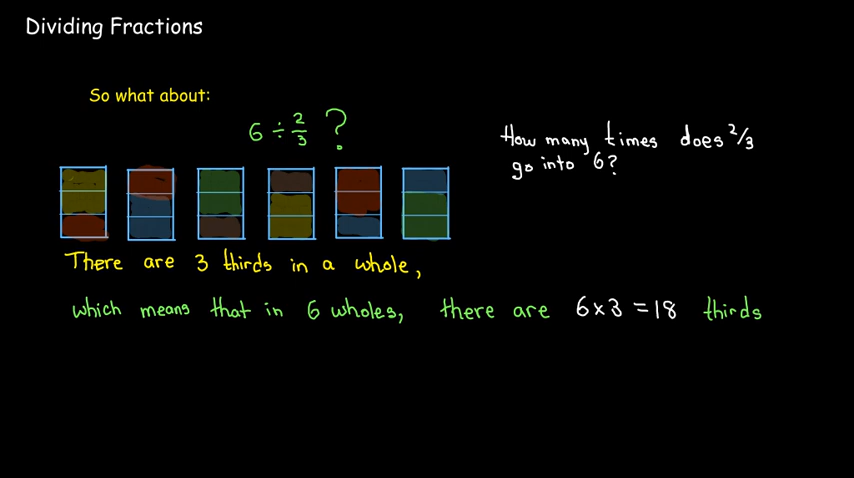 Dividing Fractions
So what about:
6 ÷ 2/3 ?
How many times does 2/3
go into 6?
There are 3 thirds in a whole,
which means that in 6 wholes, there are 6 x 3 = 18 thirds